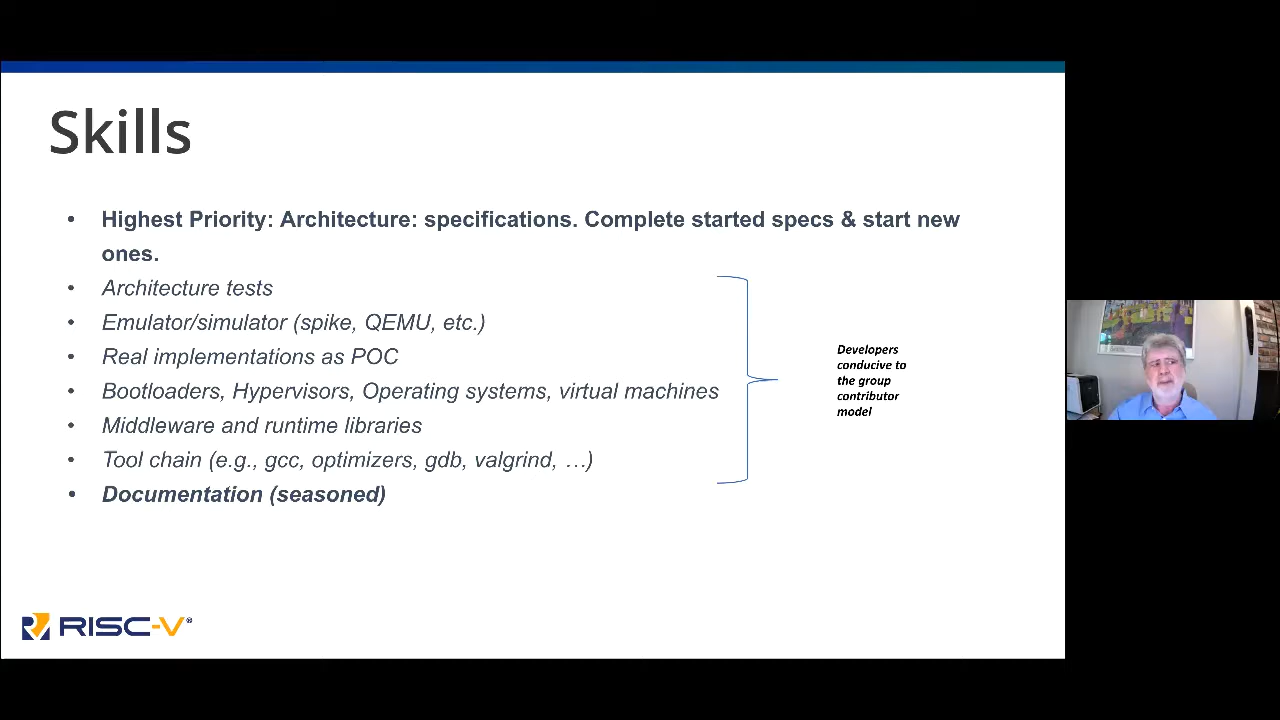 Skills
• Highest Priority: Architecture: specifications. Complete started specs & start new
ones.
• Architecture tests
• Emulator/simulator (spike, QEMU, etc.)
• Real implementations as POC
• Bootloaders, Hypervisors, Operating systems, virtual machines
• Middleware and runtime libraries
• Tool chain (e.g., gcc, optimizers, gdb, valgrind, …)
• Documentation (seasoned)
Developers
conducive to
the group
contributor
model
RISC-V®